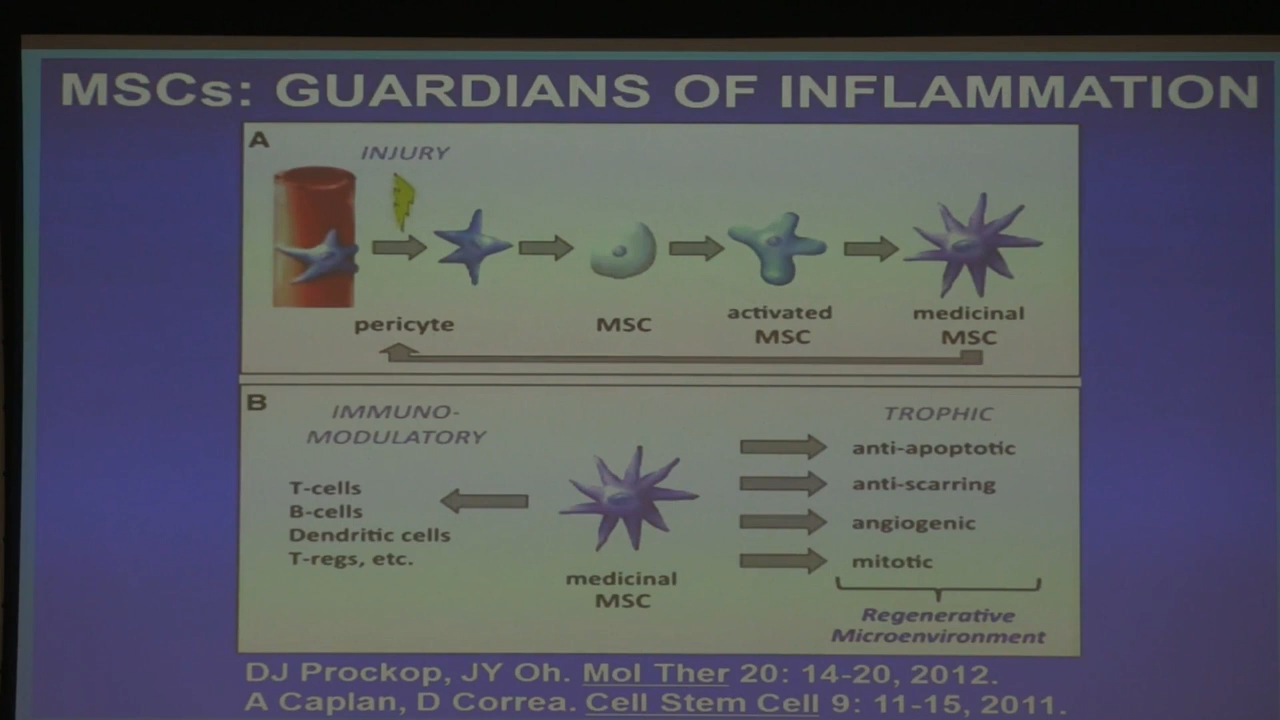 MSCs: GUARDIANS OF INFLAMMATION
A
INJURY
pericyte
MSC
activated
MSC
medicinal
MSC
B
IMMUNO-
MODULATORY
T-cells
B-cells
Dendritic cells
T-regs, etc.
medicinal
MSC
TROPHIC
anti-apoptotic
anti-scarring
angiogenic
mitotic
Regenerative
Microenvironment
DJ Prockop, JY Oh. Mol Ther 20: 14-20, 2012.
A Caplan, D Correa. Cell Stem Cell 9: 11-15, 2011.